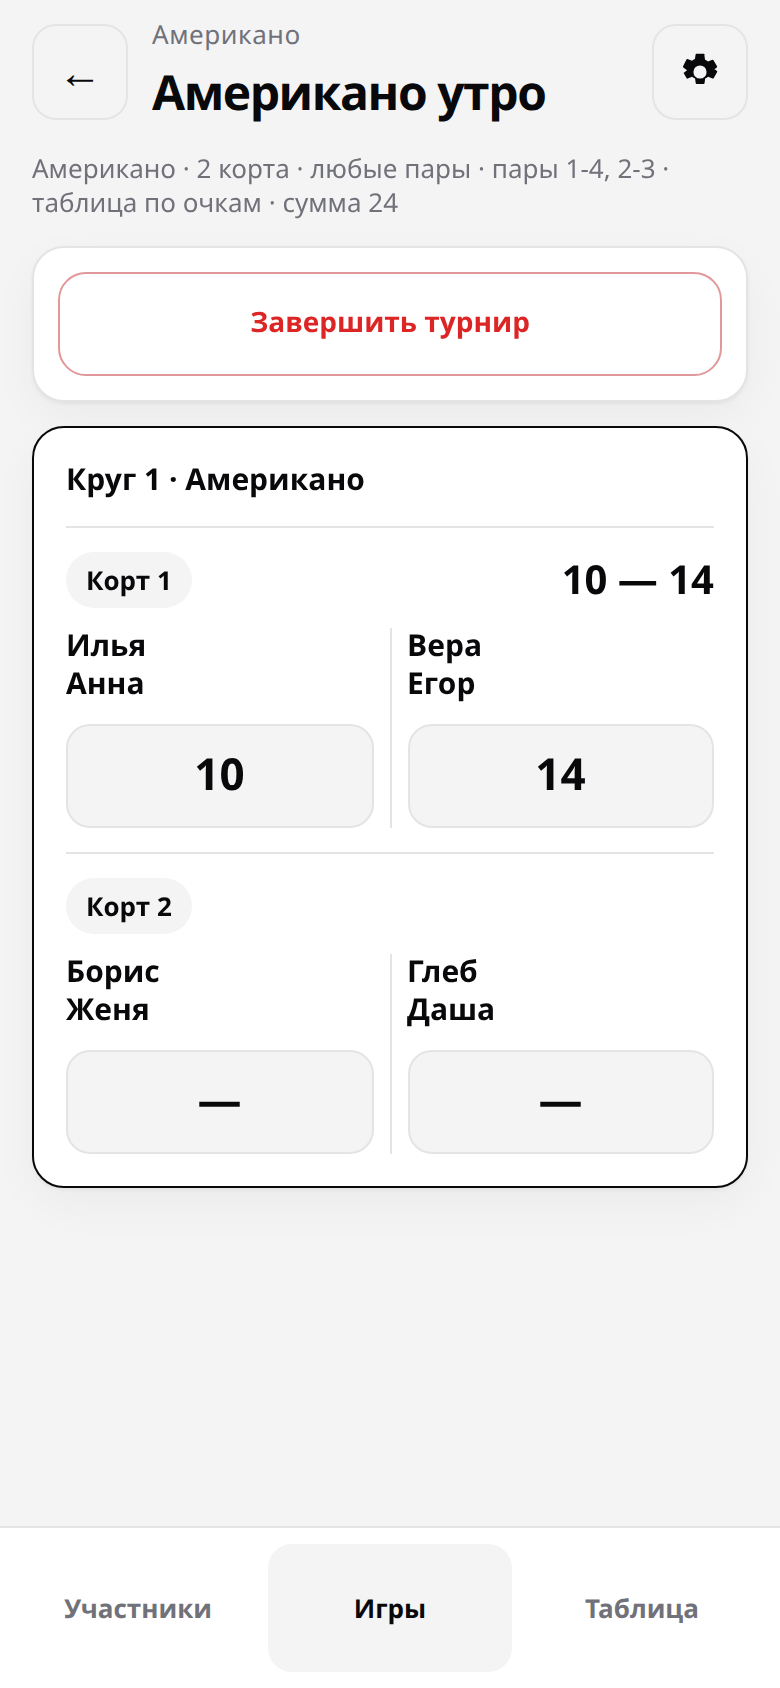 ←
Американо
Американо утро
Американо · 2 корта · любые пары · пары 1-4, 2-3 ·
таблица по очкам · сумма 24
Завершить турнир
Круг 1 · Американо
Корт 1
10 — 14
Илья
Анна
Вера
Егор
10
14
Корт 2
Борис
Женя
Глеб
Даша
—
—
Участники
Игры
Таблица